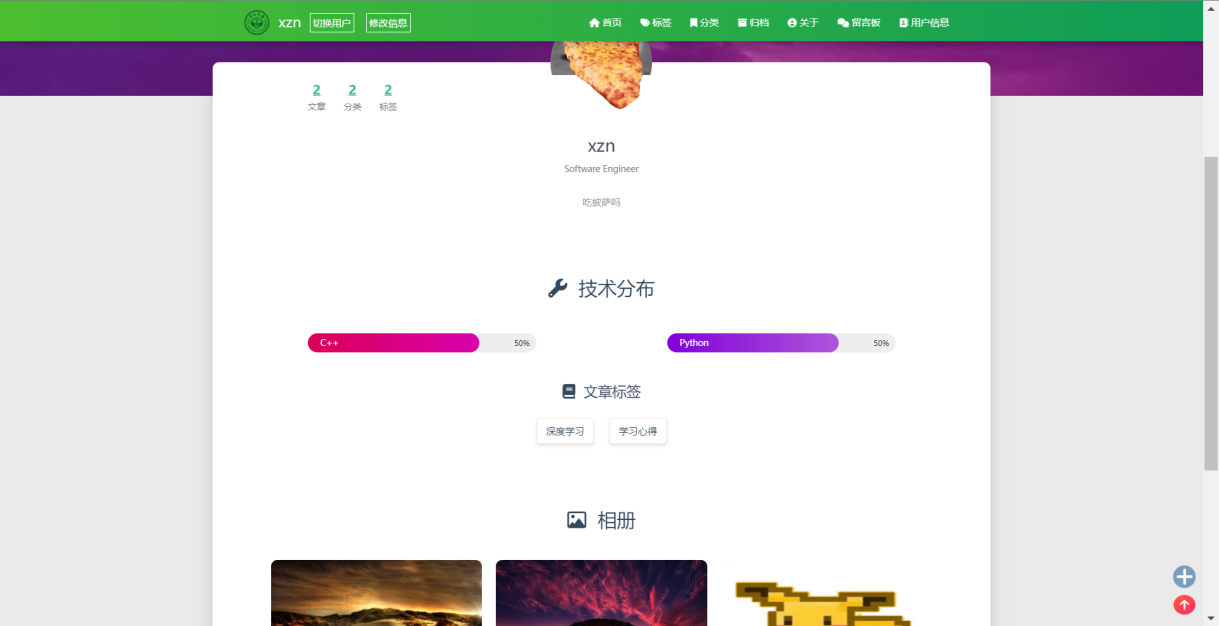 xzn 切换用户 修改信息 首页 标签 分类 归档 关于 留言板 用户信息
2 2 2
文章 分类 标签
xzn
Software Engineer
吃披萨吗
技术分布
C++ 50% Python 50%
文章标签
深度学习 学习心得
相册